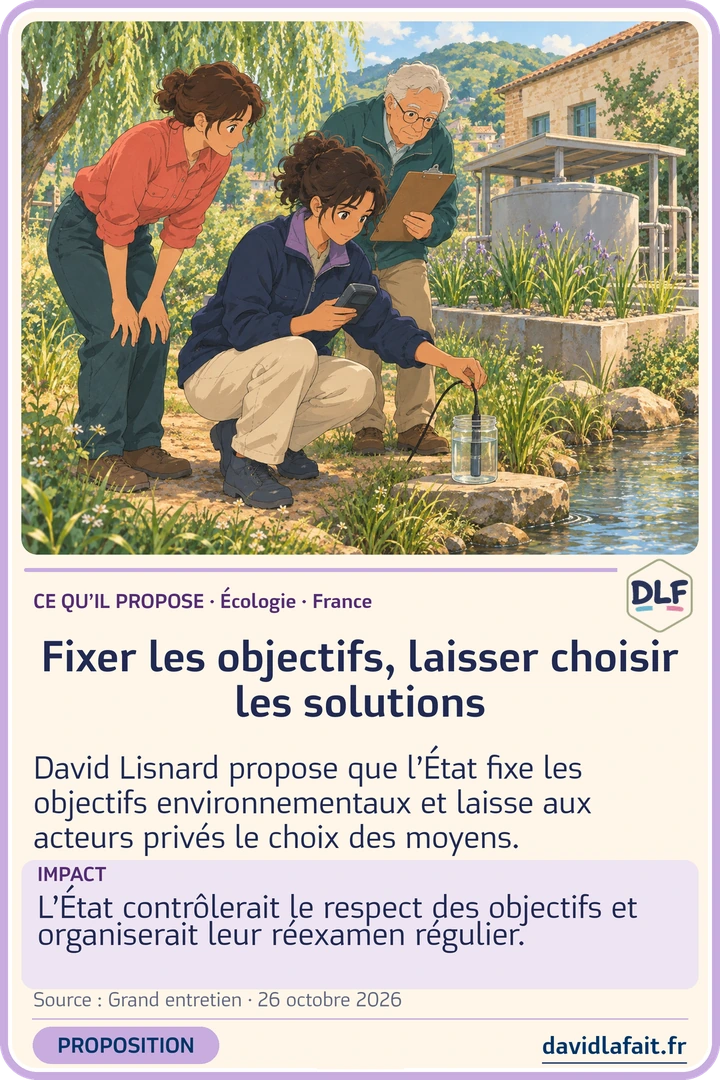 CE QU’IL PROPOSE · Écologie · France
DLF
Fixer les objectifs, laisser choisir
les solutions
David Lisnard propose que l’État fixe les
objectifs environnementaux et laisse aux
acteurs privés le choix des moyens.
IMPACT
L’État contrôlerait le respect des objectifs et
organiserait leur réexamen régulier.
Source : Grand entretien · 26 octobre 2026
PROPOSITION
davidlafait.fr